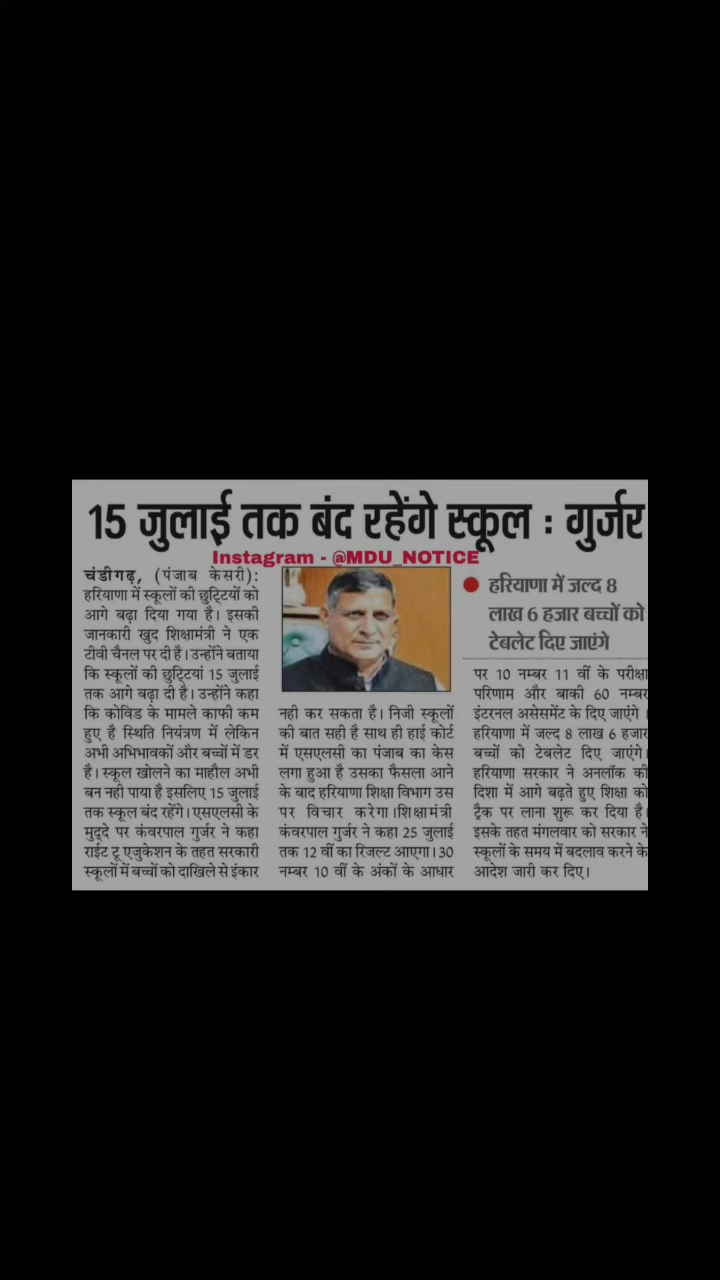 15 जुलाई तक बंद रहेंगे स्कूल : गुर्जर
Instagram - @MDU_NOTICE
चंडीगढ़, (पंजाब केसरी):
हरियाणा में स्कूलों की छुट्टियों को
आगे बढ़ा दिया गया है। इसकी
जानकारी खुद शिक्षामंत्री ने एक
टीवी चैनल पर दी है। उन्होंने बताया
कि स्कूलों की छुट्टियां 15 जुलाई
तक आगे बढ़ा दी है। उन्होंने कहा
कि कोविड के मामले काफी कम
हुए है स्थिति नियंत्रण में लेकिन
अभी अभिभावकों और बच्चों में डर
है। स्कूल खोलने का माहौल अभी
बन नही पाया है इसलिए 15 जुलाई
तक स्कूल बंद रहेंगे। एसएलसी के
मुद्दे पर कंवरपाल गुर्जर ने कहा
राईट टू एजुकेशन के तहत सरकारी
स्कूलों में बच्चों को दाखिले से इंकार
नही कर सकता है। निजी स्कूलों
की बात सही है साथ ही हाई कोर्ट
में एसएलसी का पंजाब का केस
लगा हुआ है उसका फैसला आने
के बाद हरियाणा शिक्षा विभाग उस
पर विचार करेगा।शिक्षामंत्री
कंवरपाल गुर्जर ने कहा 25 जुलाई
तक 12 वीं का रिजल्ट आएगा।30
नम्बर 10 वीं के अंकों के आधार
हरियाणा में जल्द 8
लाख 6 हजार बच्चों को
टेबलेट दिए जाएंगे
पर 10 नम्बर 11 वीं के परीक्षा
परिणाम और बाकी 60 नम्बर
इंटरनल असेसमेंट के दिए जाएंगे ।
हरियाणा में जल्द 8 लाख 6 हजार
बच्चों को टेबलेट दिए जाएंगे।
हरियाणा सरकार ने अनलॉक की
दिशा में आगे बढ़ते हुए शिक्षा को
ट्रैक पर लाना शुरू कर दिया है।
इसके तहत मंगलवार को सरकार ने
स्कूलों के समय में बदलाव करने के
आदेश जारी कर दिए।